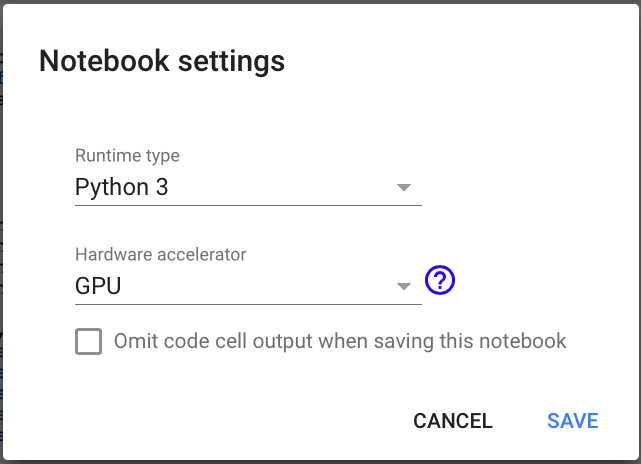 Notebook settings
Runtime type
Python 3
Hardware accelerator
GPU
?
Omit code cell output when saving this notebook
CANCEL SAVE